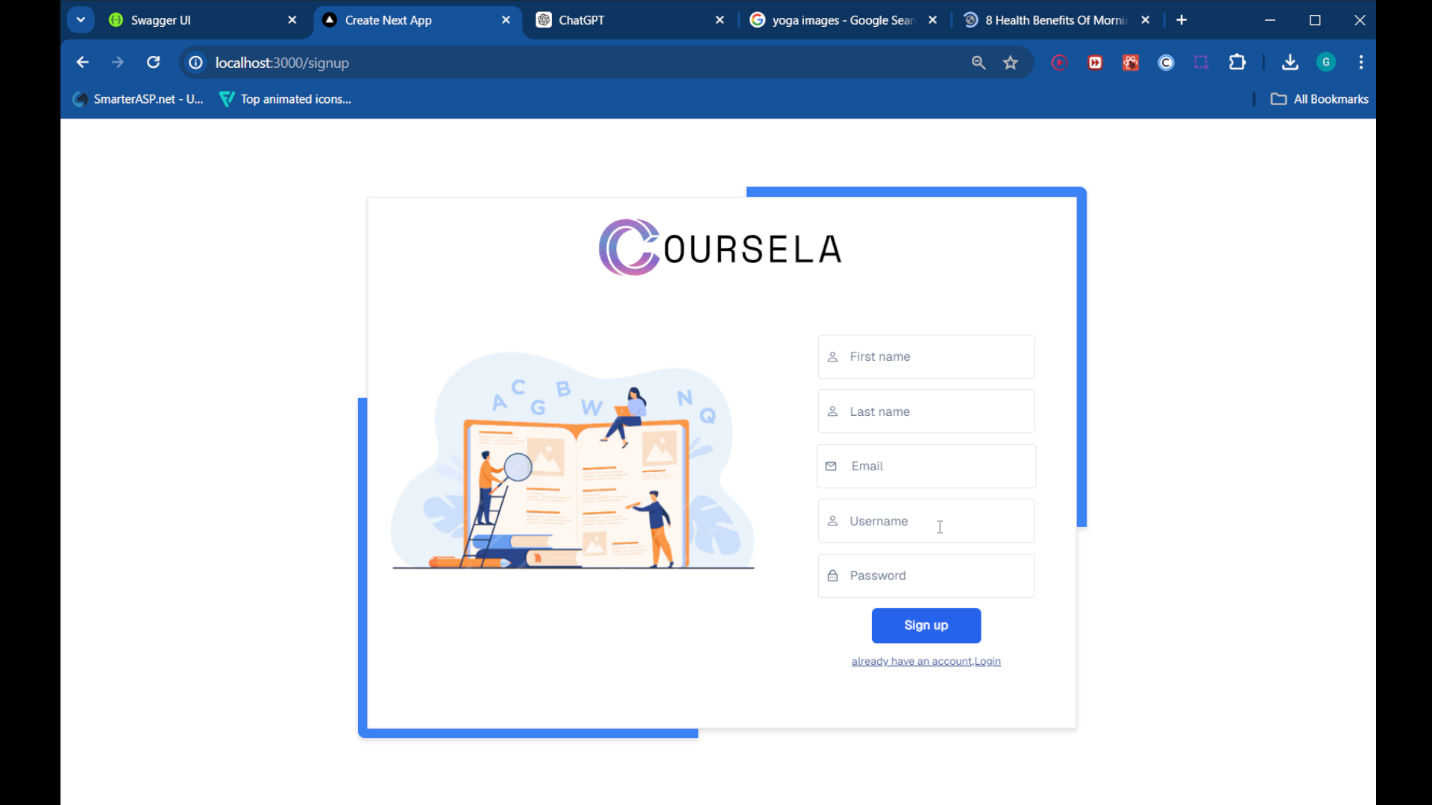 Swagger UI
Create Next App
ChatGPT
yoga images - Google Sear
8 Health Benefits Of Mornin
localhost:3000/signup
G
SmarterASP.net - U...
Top animated icons...
All Bookmarks
COURSELA
A C G B W N Q
First name
Last name
Email
Username
Password
Sign up
already have an account,Login